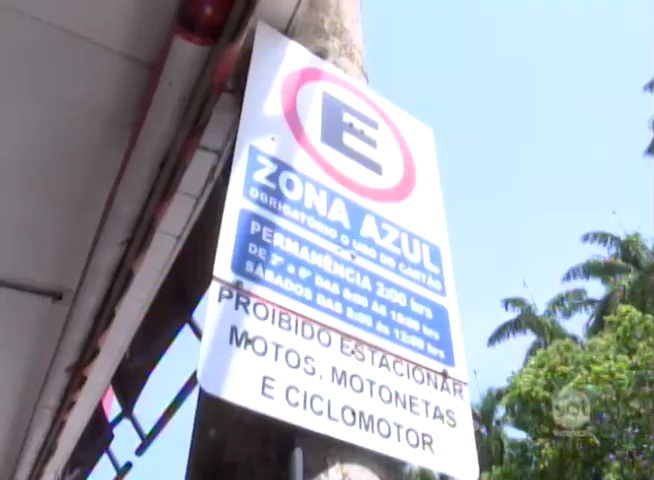 E
ZONA AZUL
OBRIGATÓRIO O USO DO CARTÃO
PERMANÊNCIA 2:00 hrs
DE 2ª a 6ª DAS 8:00 ÀS 18:00 hrs
SÁBADOS DAS 8:00 às 12:00 hrs
PROIBIDO ESTACIONAR
MOTOS, MOTONETAS
E CICLOMOTOR